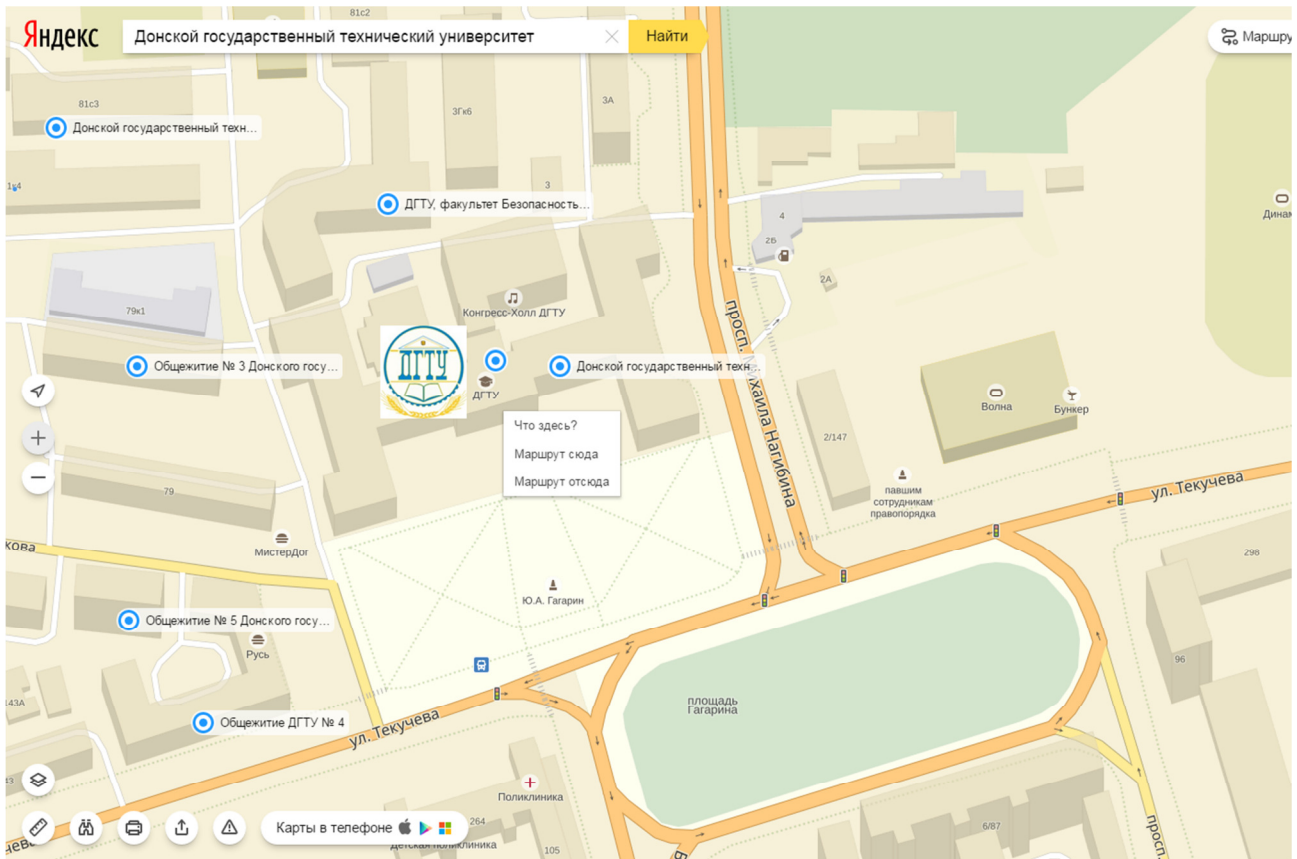 81с2
Яндекс
Донской государственный технический университет
Найти
Маршру
81с3
3Гк6
3А
Донской государственный техн...
1к4
3
ДГТУ, факультет Безопасность...
4
2Б
Динам
2А
79к1
Конгресс-Холл ДГТУ
просп. Михаила Нагибина
ДГТУ
Общежитие № 3 Донского госу...
Донской государственный техн...
ДГТУ
Волна
Бункер
Что здесь?
Маршрут сюда
Маршрут отсюда
2/147
79
павшим
сотрудникам
правопорядка
ул. Текучева
МистерДог
кова
298
Ю.А. Гагарин
Общежитие № 5 Донского госу...
Русь
96
143А
площадь
Гагарина
Общежитие ДГТУ № 4
ул. Текучева
Поликлиника
Карты в телефоне
264
6/87
Детская поликлиника
105
просп
чева